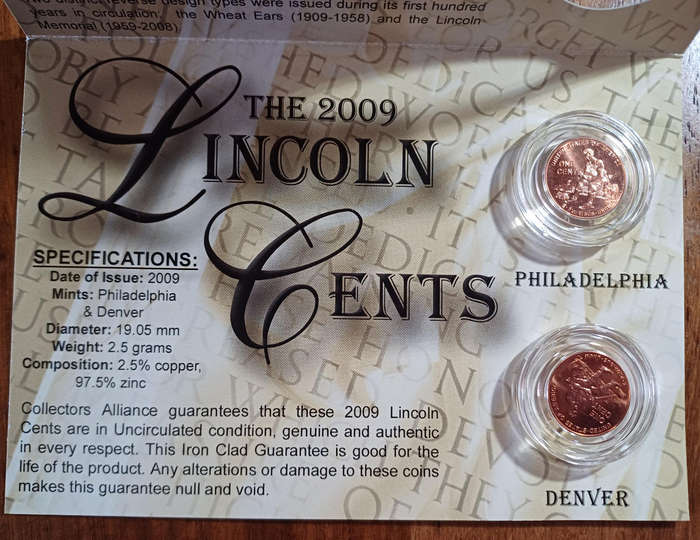 Two distinct reverse design types were issued during its first hundred
years in circulation, the Wheat Ears (1909-1958) and the Lincoln
Memorial (1959-2008).
THE 2009
LINCOLN
CENTS
SPECIFICATIONS:
Date of Issue: 2009
Mints: Philadelphia
& Denver
Diameter: 19.05 mm
Weight: 2.5 grams
Composition: 2.5% copper,
97.5% zinc
Collectors Alliance guarantees that these 2009 Lincoln
Cents are in Uncirculated condition, genuine and authentic
in every respect. This Iron Clad Guarantee is good for the
life of the product. Any alterations or damage to these coins
makes this guarantee null and void.
ONE
CENT
PHILADELPHIA
DENVER